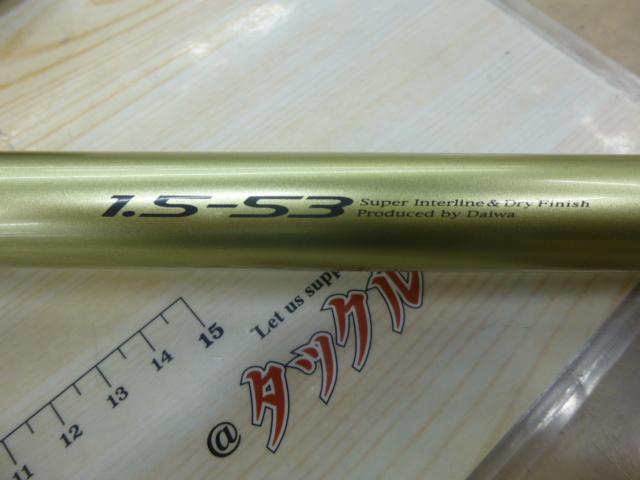 1.5-53 Super Interline & Dry Finish
Produced by Daiwa
Let us supp
@タックル
15
14
13
12
11